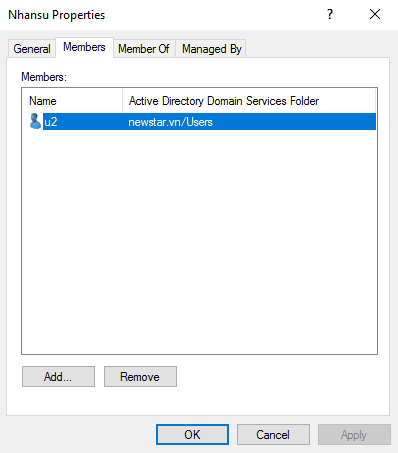 Nhansu Properties
?
General Members Member Of Managed By
Members:
Name Active Directory Domain Services Folder
u2 newstar.vn/Users
Add... Remove
OK Cancel Apply